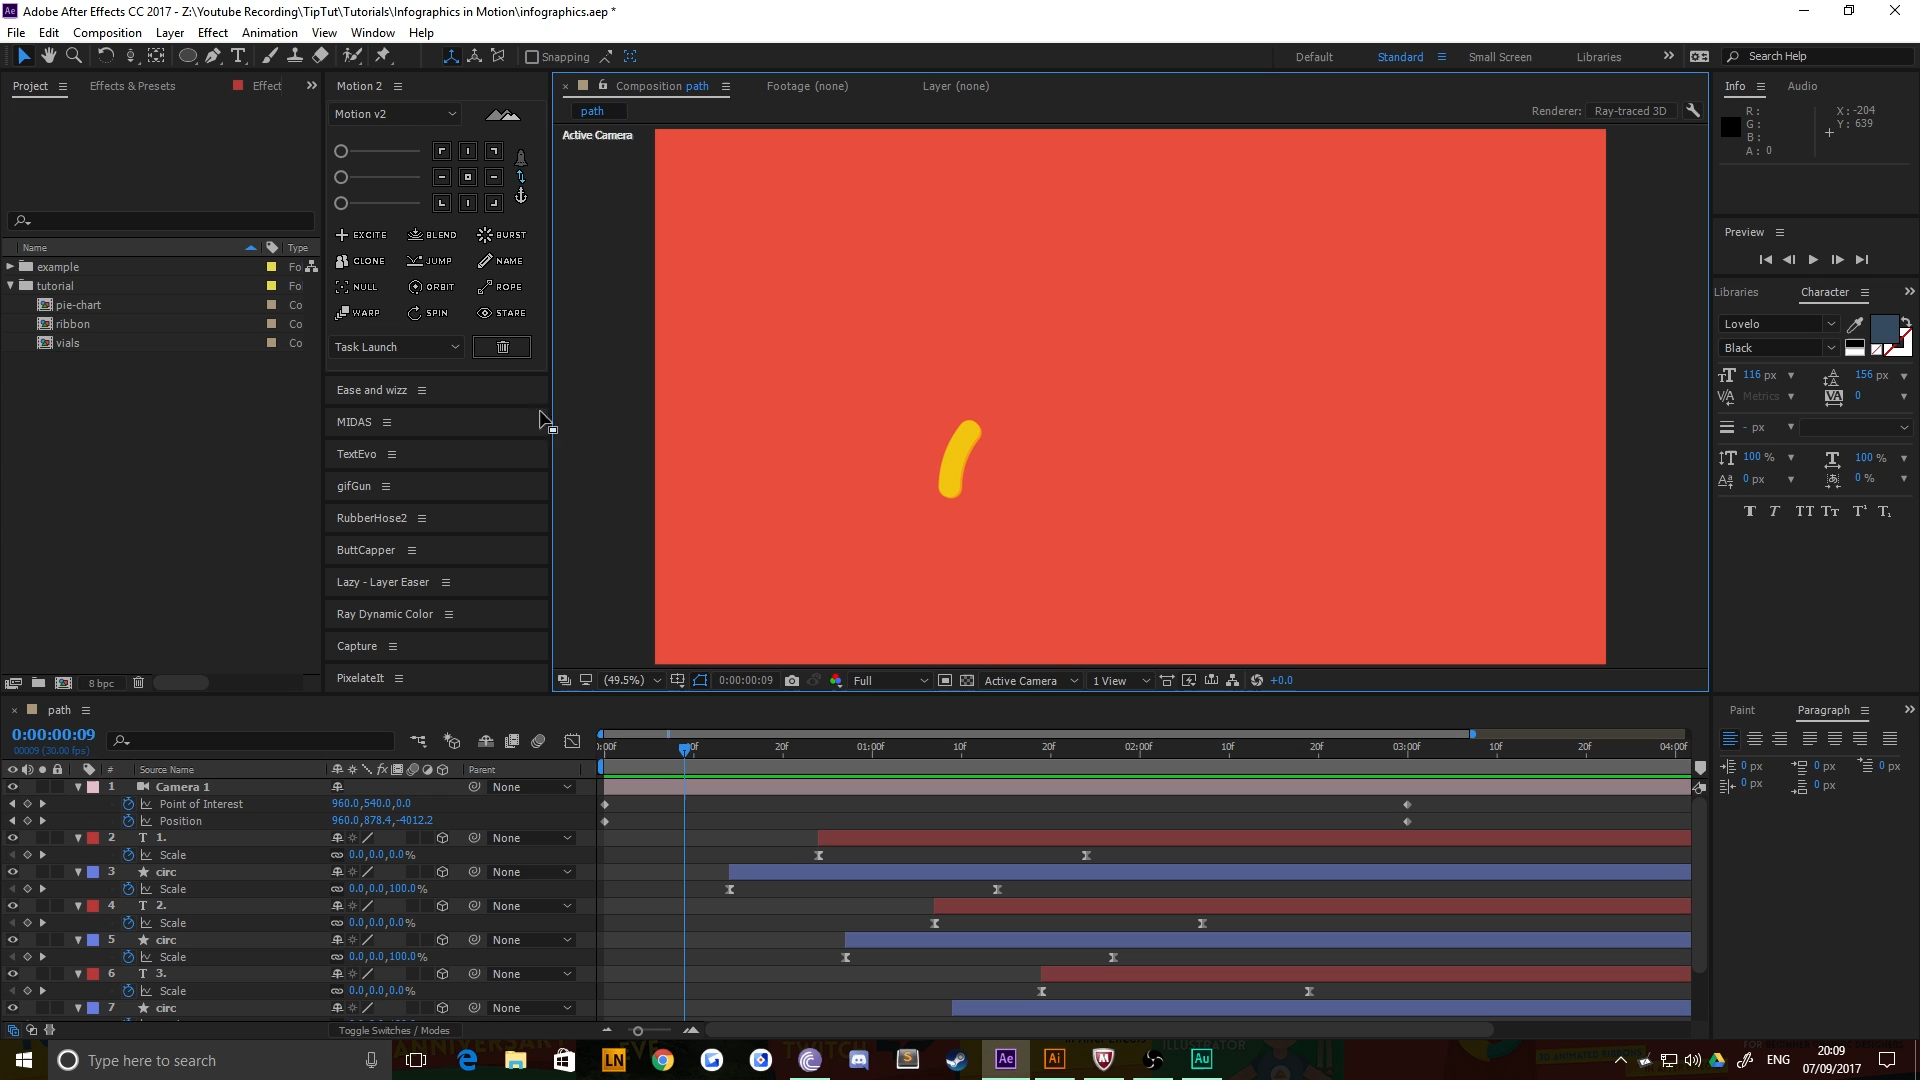 Adobe After Effects CC 2017 - Z:\Youtube Recording\TipTut\Tutorials\Infographics in Motion\infographics.aep *
File Edit Composition Layer Effect Animation View Window Help
Snapping Default Standard Small Screen Libraries Search Help
Project Effects & Presets Effect Motion 2 Composition path Footage (none) Layer (none) Info Audio
Motion v2 path Renderer: Ray-traced 3D
Active Camera
R: X: -204
G: Y: 639
B:
A: 0
EXCITE BLEND BURST
CLONE JUMP NAME
NULL ORBIT ROPE
WARP SPIN STARE
Task Launch
Name Type
example Fo
tutorial Fo
pie-chart Co
ribbon Co
vials Co
Ease and wizz
MIDAS
TextEvo
gifGun
RubberHose2
ButtCapper
Lazy - Layer Easer
Ray Dynamic Color
Capture
PixelateIt
Preview
Libraries Character
Lovelo
Black
116 px 156 px
Metrics 0
- px
100 % 100 %
0 px 0 %
8 bpc
(49.5%) 0:00:00:09 Full Active Camera 1 View +0.0
path
0:00:00:09
00009 (30.00 fps)
:00f 0f 20f 01:00f 10f 20f 02:00f 10f 20f 03:00f 10f 20f 04:00f
# Source Name Parent
1 Camera 1 None
Point of Interest 960.0,540.0,0.0
Position 960.0,878.4,-4012.2
2 T 1. None
Scale 0.0,0.0,0.0%
3 circ None
Scale 0.0,0.0,100.0%
4 T 2. None
Scale 0.0,0.0,0.0%
5 circ None
Scale 0.0,0.0,100.0%
6 T 3. None
Scale 0.0,0.0,0.0%
7 circ None
Toggle Switches / Modes
Paint Paragraph
0 px 0 px 0 px
0 px 0 px
Type here to search
ENG 20:09
07/09/2017